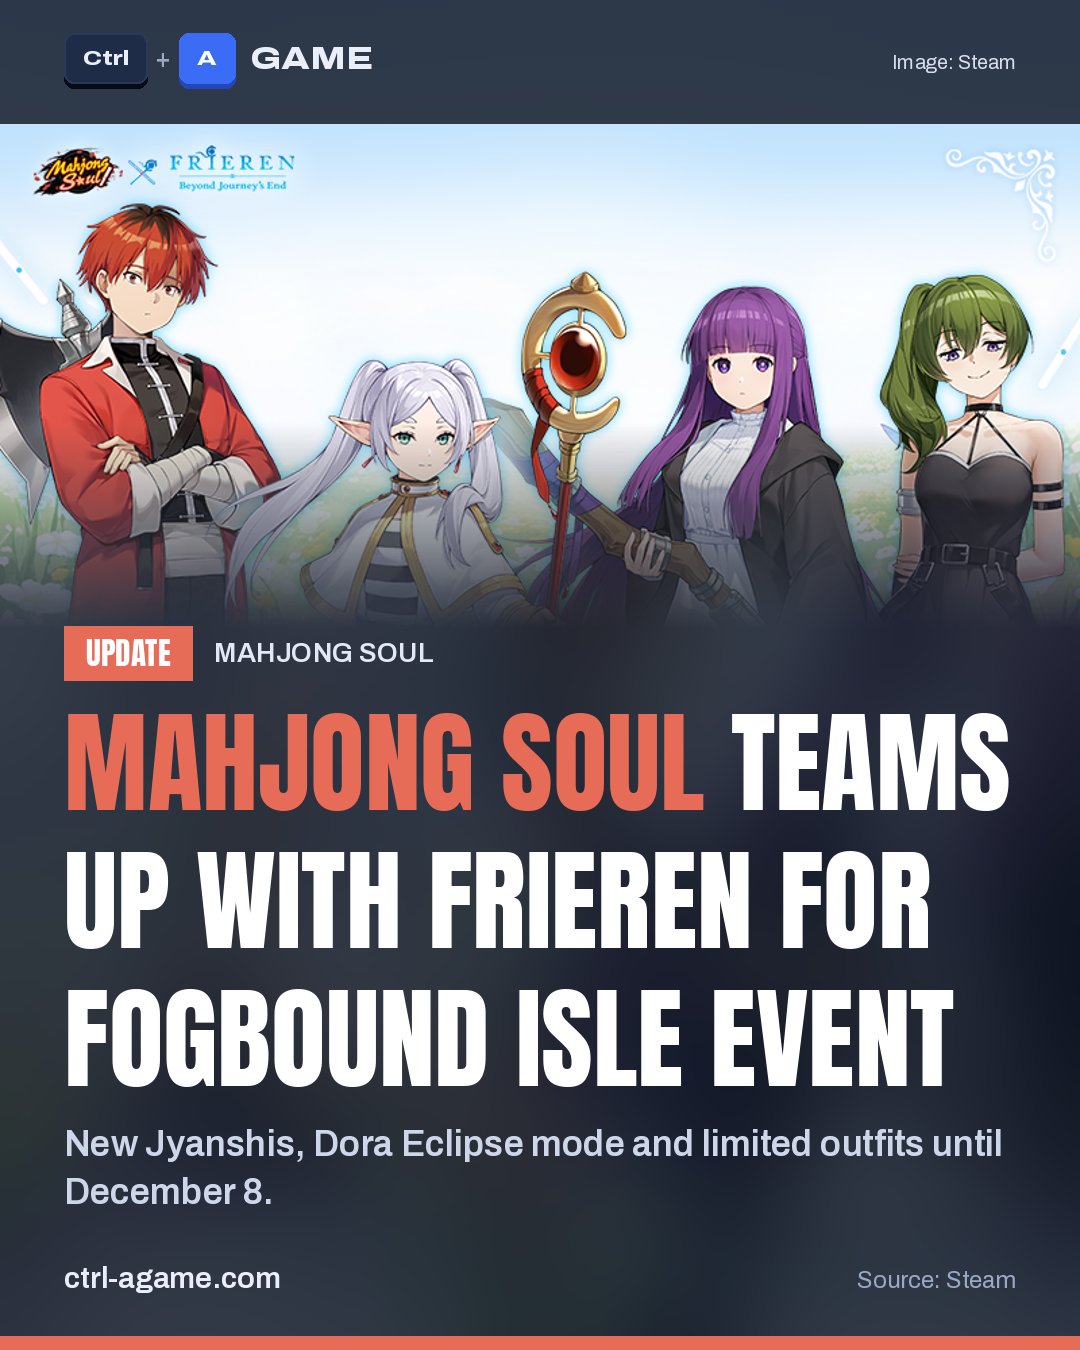 Ctrl + A GAME
Image: Steam
Mahjong Soul × FRIEREN
Beyond Journey's End
UPDATE MAHJONG SOUL
MAHJONG SOUL TEAMS
UP WITH FRIEREN FOR
FOGBOUND ISLE EVENT
New Jyanshis, Dora Eclipse mode and limited outfits until
December 8.
ctrl-agame.com
Source: Steam